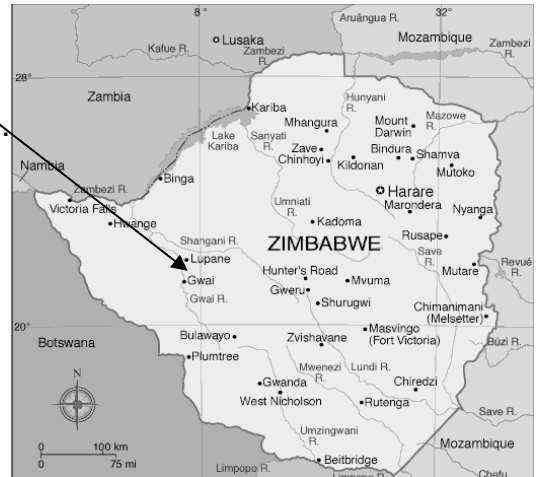 8°
32°
Aruângua R.
Lusaka
Kafue R.
Zambezi
R.
Mozambique
Zambezi
R.
28°
Zambia
Kariba
Hunyani
R.
Mazowe
R.
Mhangura
Mount
Darwin
Lake
Kariba
Sanyati
R.
Zave
Chinhoyi
Kildonan
Bindura
Shamva
Mutoko
Nambia
Binga
Zambezi R.
Victoria Falls
Harare
Marondera
Nyanga
Hwange
Umniati
R.
Kadoma
Rusape
Shangani R.
ZIMBABWE
Save
R.
Lupane
Mutare
Revué
R.
Gwai
Hunter's Road
Mvuma
Gweru
Gwai R.
Shurugwi
Chimanimani
(Melsetter)
20°
Botswana
Bulawayo
Zvishavane
Masvingo
(Fort Victoria)
Búzi R.
Plumtree
Mwenezi
R.
Lundi R.
N
Gwanda
Chiredzi
West Nicholson
Rutenga
Save R.
Umzingwani
R.
Mozambique
0
100 km
0
75 mi
Beitbridge
Limpopo R.
Limpopo R.
Chefu